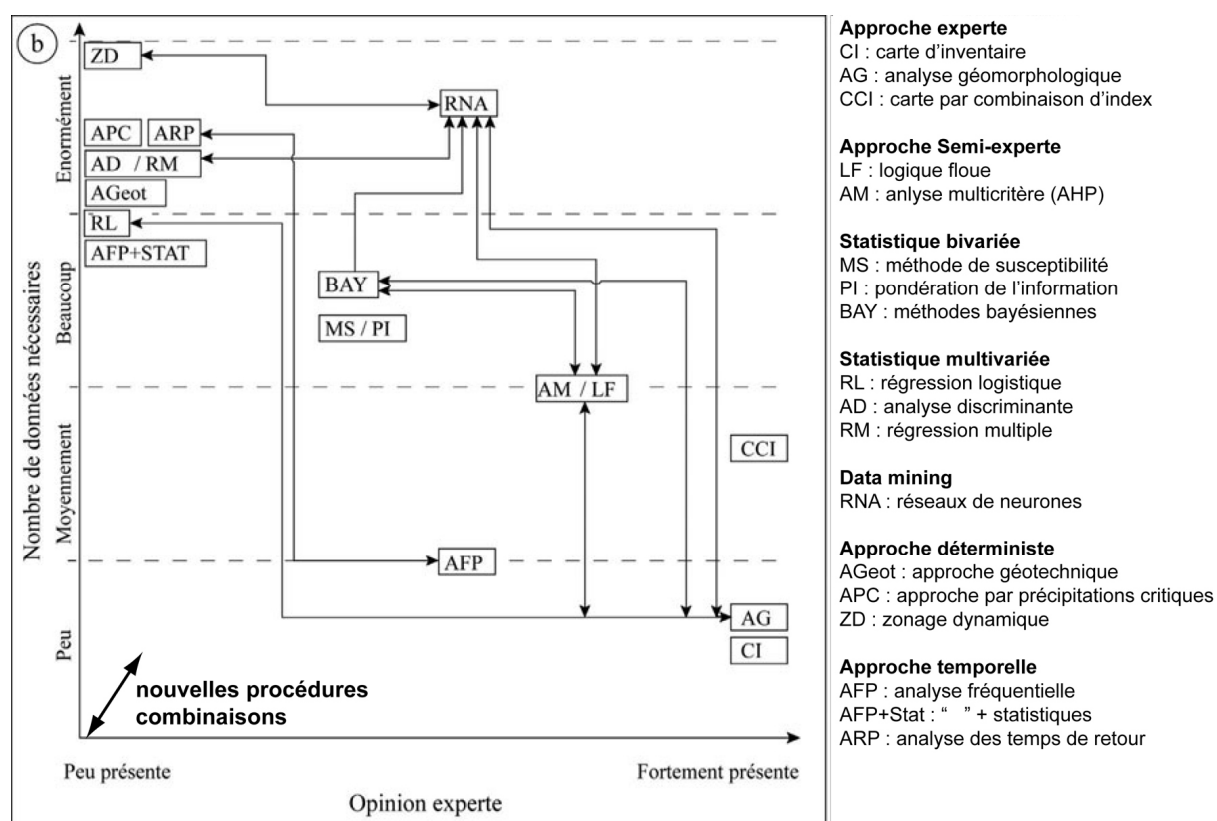 b
ZD
RNA
APC
ARP
AD / RM
AGeot
RL
AFP+STAT
BAY
MS / PI
AM / LF
CCI
AFP
AG
CI
nouvelles procédures
combinaisons
Nombre de données nécessaires
Enormément
Beaucoup
Moyennement
Peu
Peu présente
Fortement présente
Opinion experte
Approche experte
CI : carte d'inventaire
AG : analyse géomorphologique
CCI : carte par combinaison d'index
Approche Semi-experte
LF : logique floue
AM : anlyse multicritère (AHP)
Statistique bivariée
MS : méthode de susceptibilité
PI : pondération de l'information
BAY : méthodes bayésiennes
Statistique multivariée
RL : régression logistique
AD : analyse discriminante
RM : régression multiple
Data mining
RNA : réseaux de neurones
Approche déterministe
AGeot : approche géotechnique
APC : approche par précipitations critiques
ZD : zonage dynamique
Approche temporelle
AFP : analyse fréquentielle
AFP+Stat : “ ” + statistiques
ARP : analyse des temps de retour